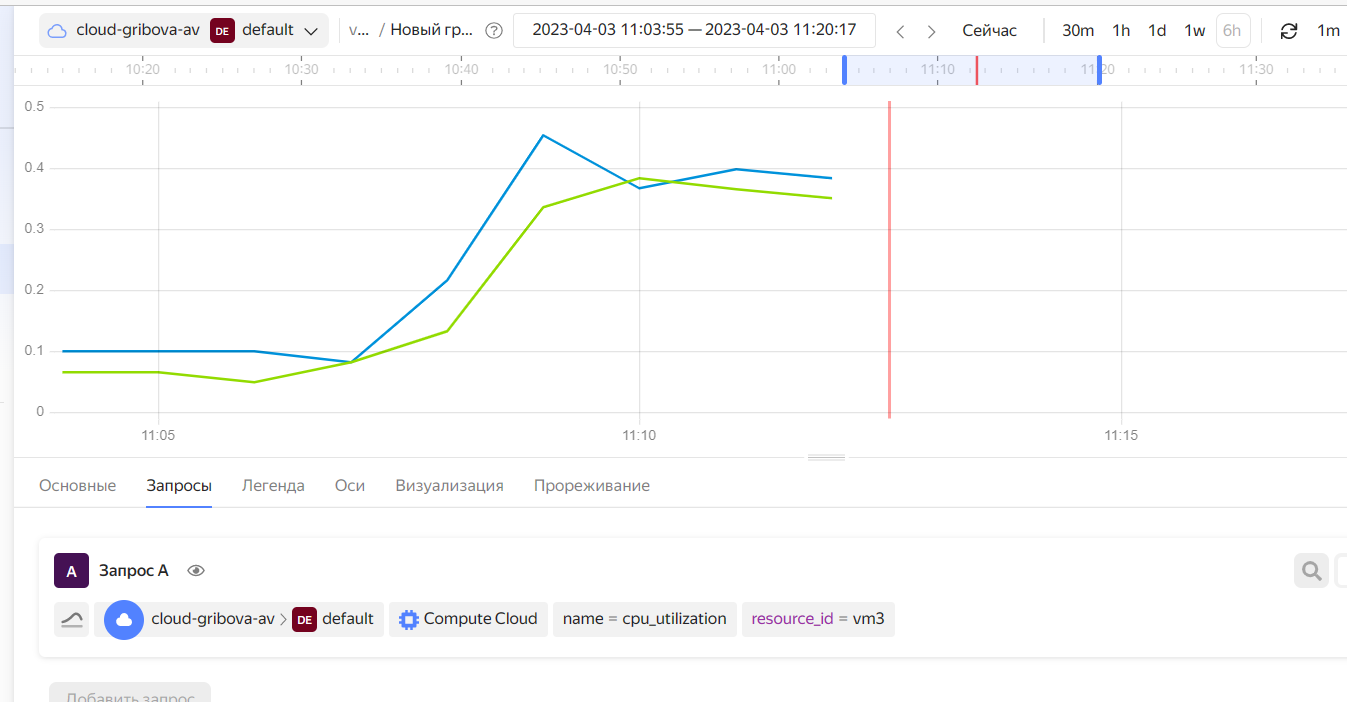 cloud-gribova-av DE default v... / Новый гр... ? 2023-04-03 11:03:55 — 2023-04-03 11:20:17 Сейчас 30m 1h 1d 1w 6h 1m
10:20 10:30 10:40 10:50 11:00 11:10 11:20 11:30
0.5
0.4
0.3
0.2
0.1
0
11:05 11:10 11:15
Основные Запросы Легенда Оси Визуализация Прореживание
A Запрос A
cloud-gribova-av > DE default Compute Cloud name = cpu_utilization resource_id = vm3
Добавить запрос